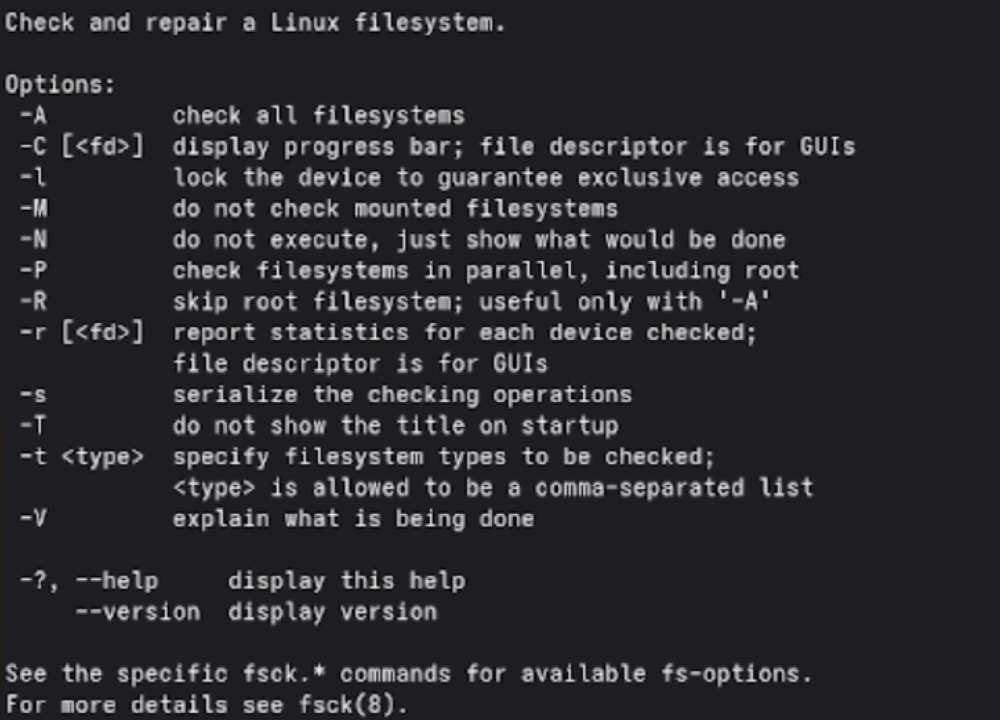 Check and repair a Linux filesystem.

Options:
 -A         check all filesystems
 -C [<fd>]  display progress bar; file descriptor is for GUIs
 -l         lock the device to guarantee exclusive access
 -M         do not check mounted filesystems
 -N         do not execute, just show what would be done
 -P         check filesystems in parallel, including root
 -R         skip root filesystem; useful only with '-A'
 -r [<fd>]  report statistics for each device checked;
            file descriptor is for GUIs
 -s         serialize the checking operations
 -T         do not show the title on startup
 -t <type>  specify filesystem types to be checked;
            <type> is allowed to be a comma-separated list
 -V         explain what is being done

 -?, --help     display this help
     --version  display version

See the specific fsck.* commands for available fs-options.
For more details see fsck(8).